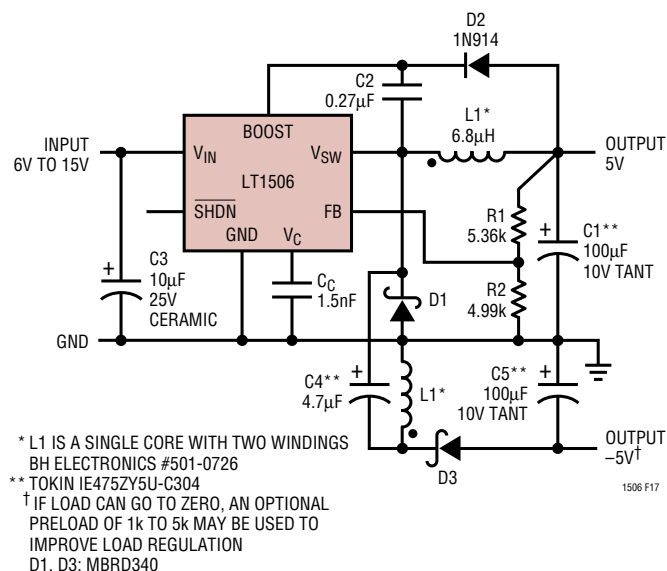 D2
1N914
C2
0.27µF
L1*
6.8µH
BOOST
INPUT
6V TO 15V
VIN
VSW
OUTPUT
5V
LT1506
SHDN
FB
GND
VC
R1
5.36k
C1**
100µF
10V TANT
+
C3
10µF
25V
CERAMIC
+
CC
1.5nF
D1
R2
4.99k
GND
C4**
4.7µF
+
L1*
C5**
100µF
10V TANT
+
D3
OUTPUT
–5V†
* L1 IS A SINGLE CORE WITH TWO WINDINGS
BH ELECTRONICS #501-0726
** TOKIN IE475ZY5U-C304
† IF LOAD CAN GO TO ZERO, AN OPTIONAL
PRELOAD OF 1k TO 5k MAY BE USED TO
IMPROVE LOAD REGULATION
D1, D3: MBRD340
1506 F17